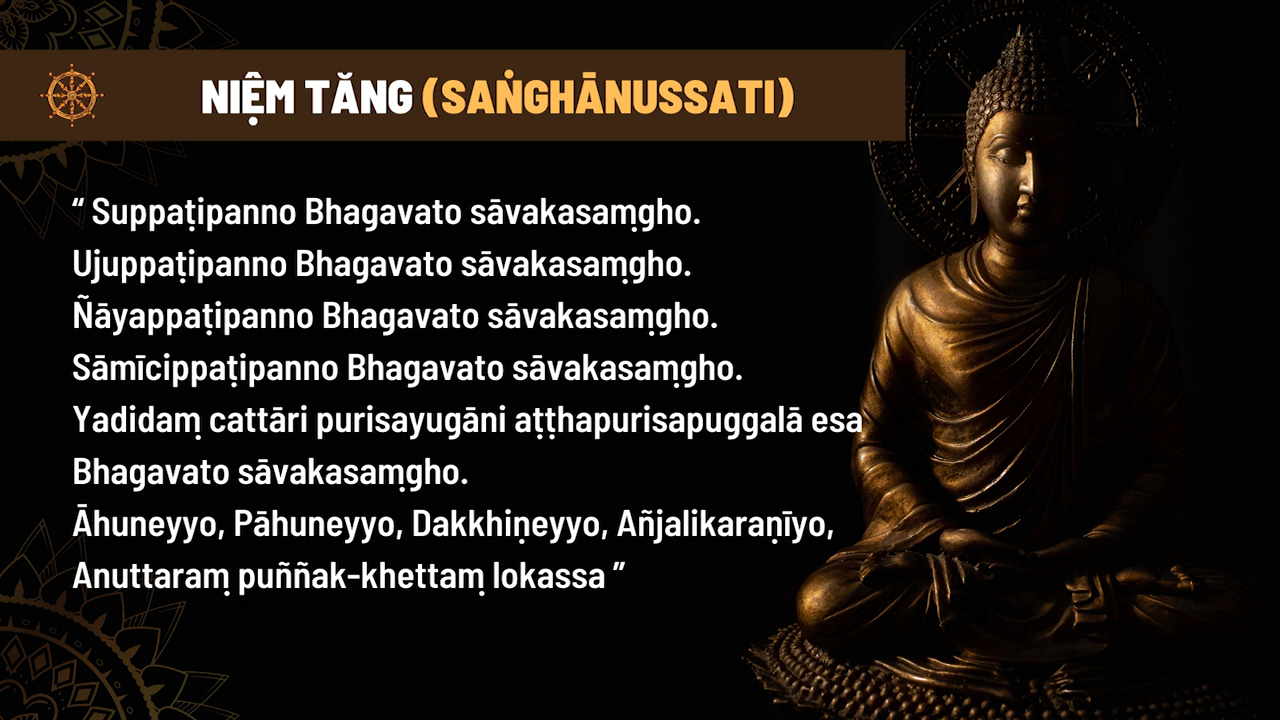 NIỆM TĂNG (SAṄGHĀNUSSATI)
“ Suppaṭipanno Bhagavato sāvakasaṃgho.
Ujuppaṭipanno Bhagavato sāvakasaṃgho.
Ñāyappaṭipanno Bhagavato sāvakasaṃgho.
Sāmīcippaṭipanno Bhagavato sāvakasaṃgho.
Yadidaṃ cattāri purisayugāni aṭṭhapurisapuggalā esa
Bhagavato sāvakasaṃgho.
Āhuneyyo, Pāhuneyyo, Dakkhiṇeyyo, Añjalikaraṇīyo,
Anuttaraṃ puññak-khettaṃ lokassa ”